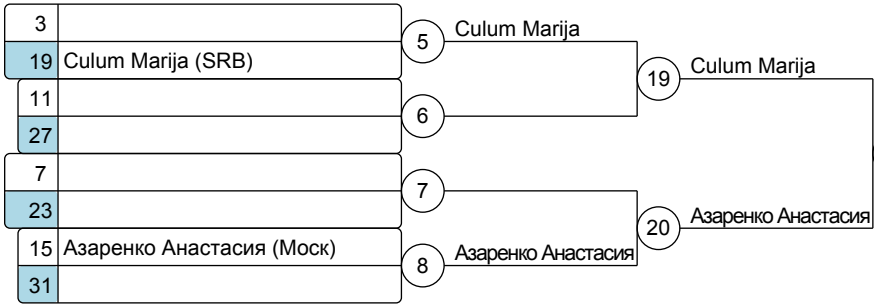 3
5
Culum Marija
19 Culum Marija (SRB)
19
Culum Marija
11
6
27
7
7
23
20
Азаренко Анастасия
15 Азаренко Анастасия (Моск)
8
Азаренко Анастасия
31